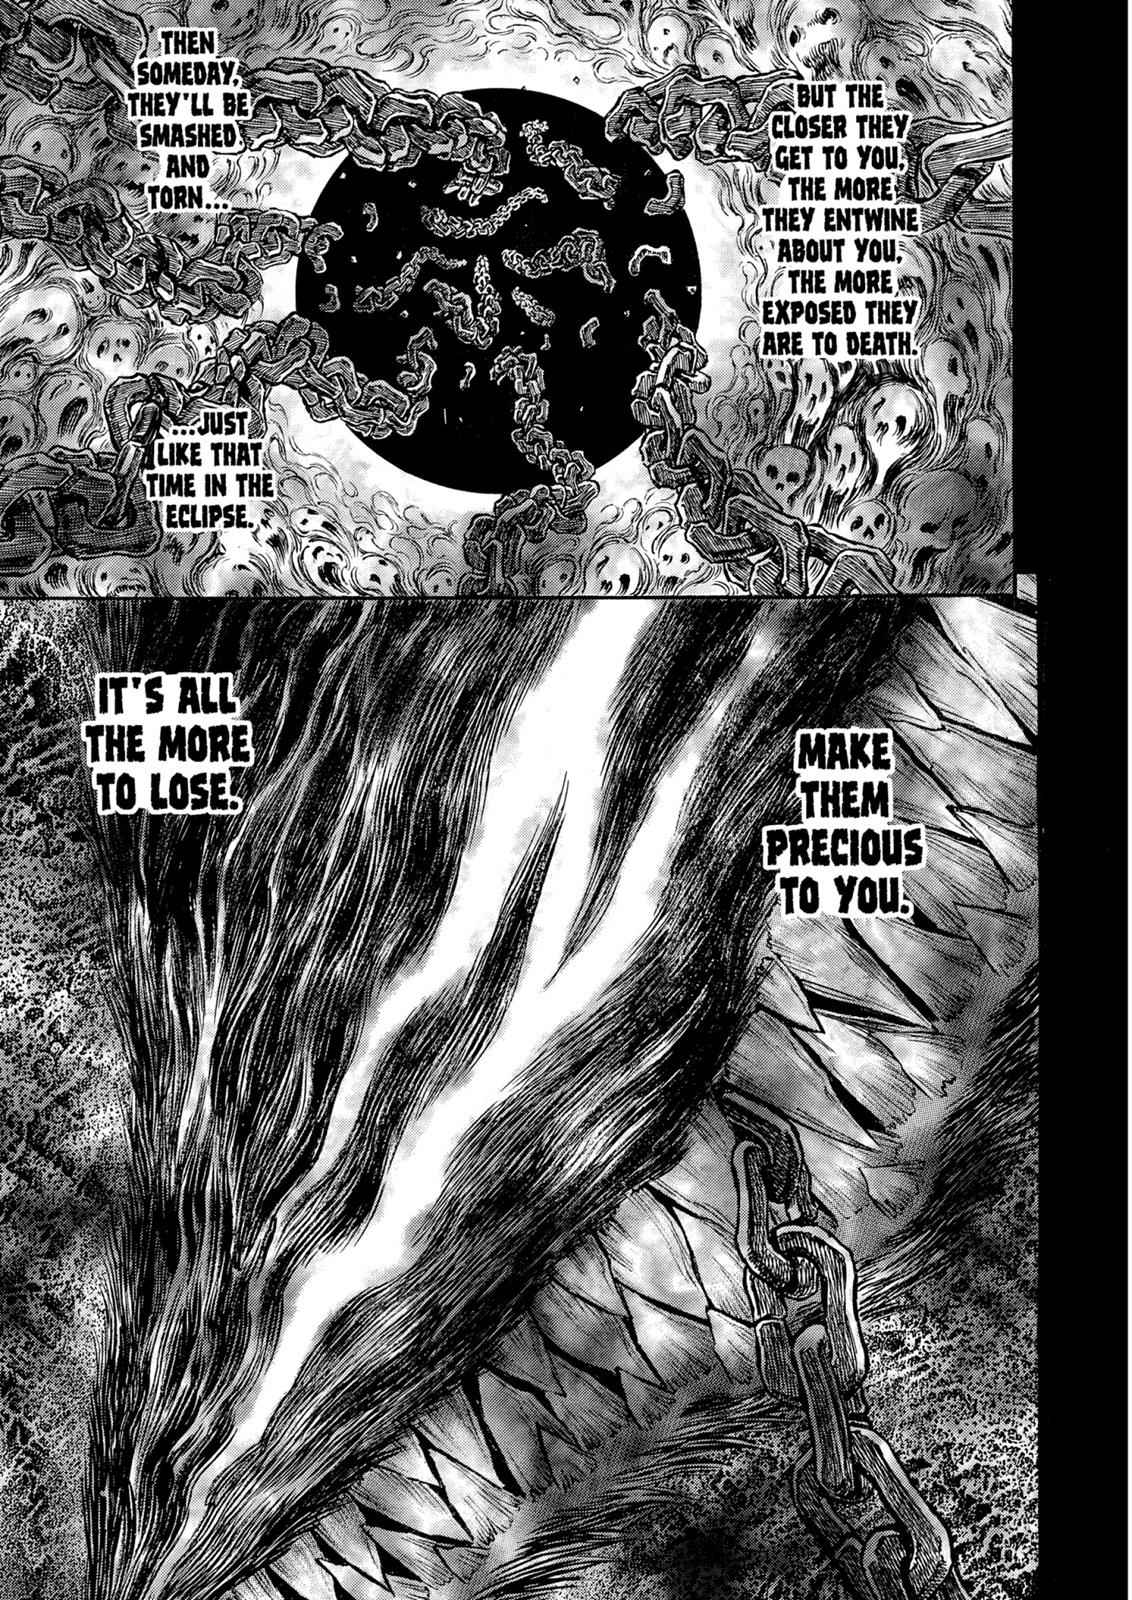 BUT THE
CLOSER THEY
GET TO YOU,
THE MORE
THEY ENTWINE
ABOUT YOU,
THE MORE
EXPOSED THEY
ARE TO DEATH.
THEN
SOMEDAY,
THEY'LL BE
SMASHED
AND
TORN...
...JUST
LIKE THAT
TIME IN THE
ECLIPSE.
MAKE
THEM
PRECIOUS
TO YOU.
IT'S ALL
THE MORE
TO LOSE.